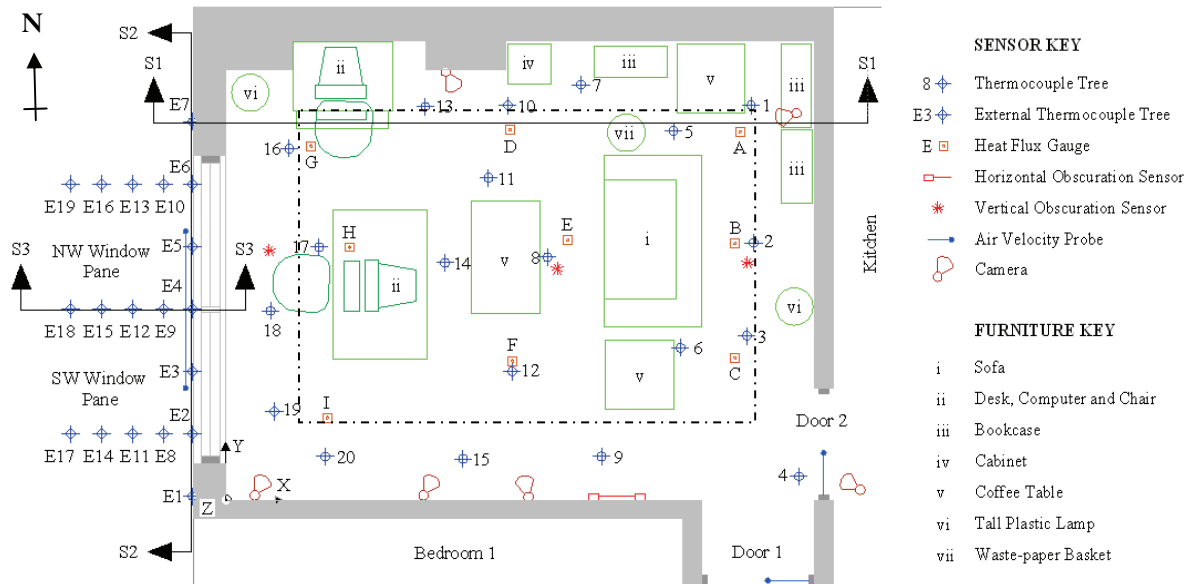 N
S2
S1
S1
E7
vi
ii
iv
iii
v
iii
7
13
10
1
5
vii
16
G
D
A
iii
E6
E19 E16 E13 E10
11
NW Window
Pane
E5
17
H
E
B
2
8
i
S3
S3
E4
14
v
ii
Kitchen
vi
E18 E15 E12 E9
18
3
F
6
C
12
v
SW Window
Pane
E3
E2
19
I
Door 2
E17 E14 E11 E8
Y
20
15
9
4
E1
Z
X
S2
Bedroom 1
Door 1
SENSOR KEY
8 Thermocouple Tree
E3 External Thermocouple Tree
E Heat Flux Gauge
Horizontal Obscuration Sensor
Vertical Obscuration Sensor
Air Velocity Probe
Camera
FURNITURE KEY
i Sofa
ii Desk, Computer and Chair
iii Bookcase
iv Cabinet
v Coffee Table
vi Tall Plastic Lamp
vii Waste-paper Basket